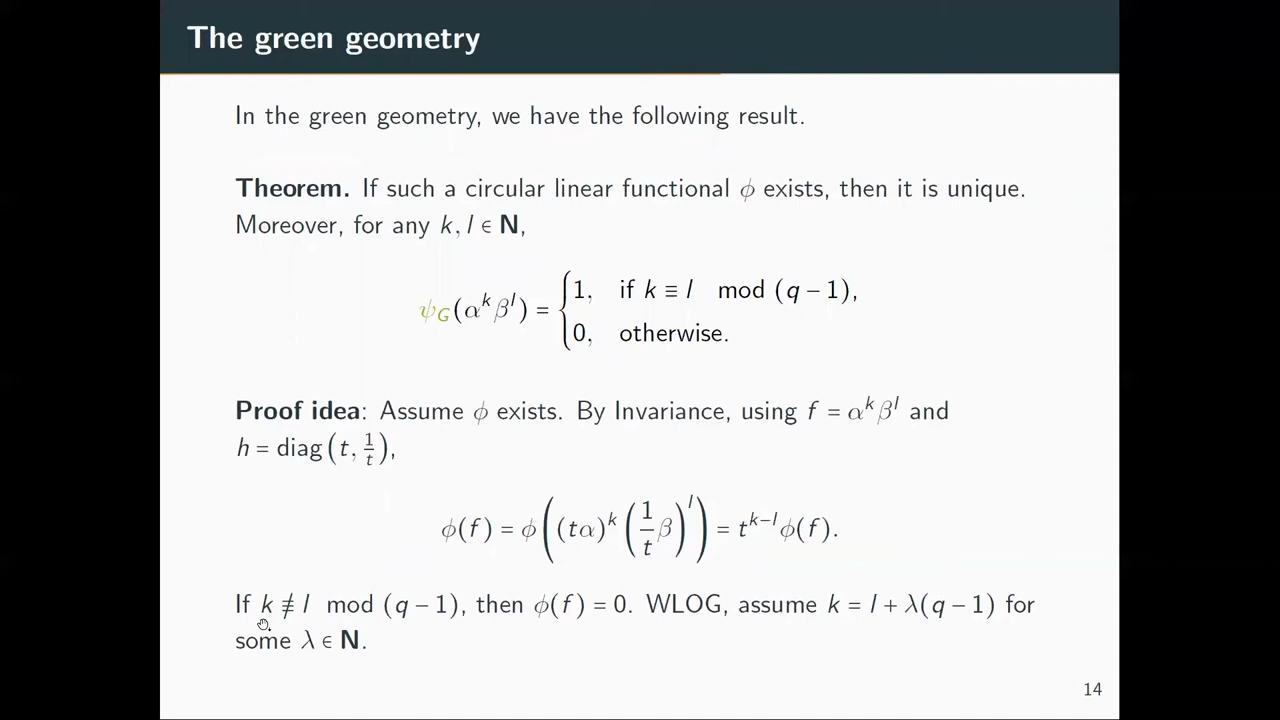 The green geometry
In the green geometry, we have the following result.
Theorem. If such a circular linear functional ϕ exists, then it is unique.
Moreover, for any k, l ∈ N,
ψ_G(α^k β^l) = { 1, if k ≡ l mod (q − 1),
0, otherwise.
Proof idea: Assume ϕ exists. By Invariance, using f = α^k β^l and
h = diag(t, 1/t),
ϕ(f) = ϕ((tα)^k (1/t β)^l) = t^{k−l} ϕ(f).
If k ≢ l mod (q − 1), then ϕ(f) = 0. WLOG, assume k = l + λ(q − 1) for
some λ ∈ N.
14